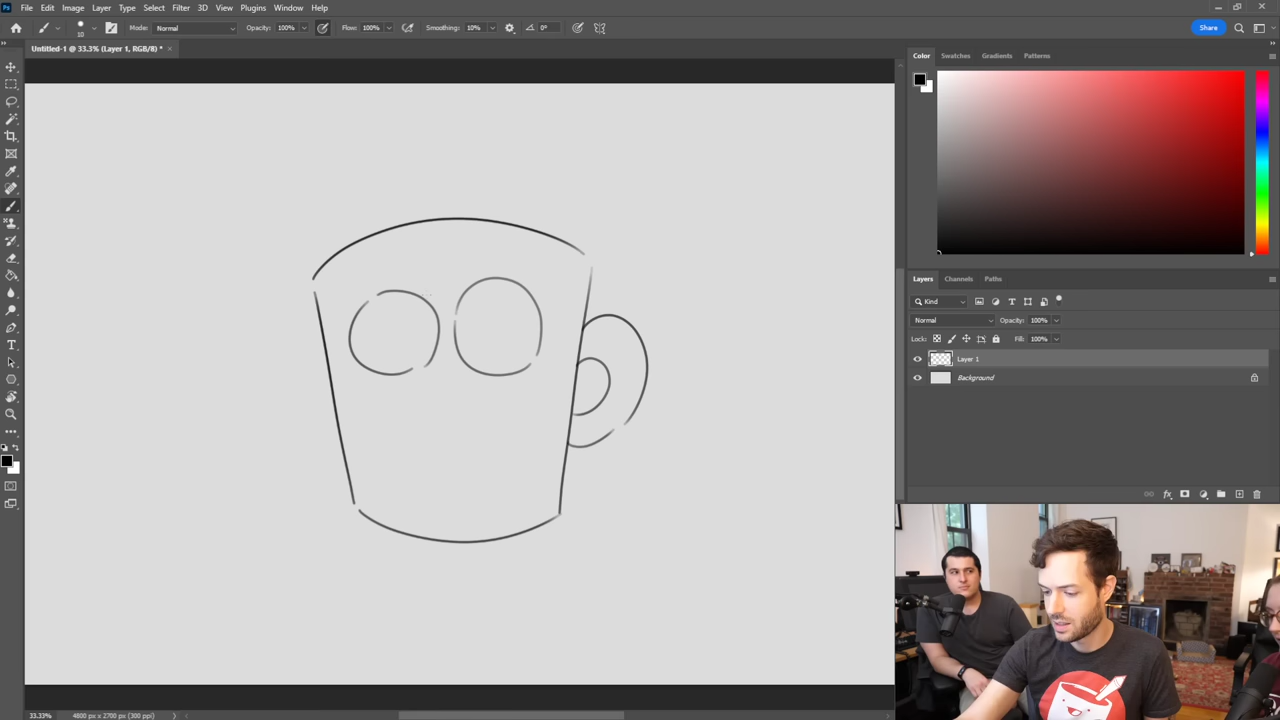 Ps File Edit Image Layer Type Select Filter 3D View Plugins Window Help
10 Mode: Normal Opacity: 100% Flow: 100% Smoothing: 10% 0° Share
Untitled-1 @ 33.3% (Layer 1, RGB/8) * ×
Color Swatches Gradients Patterns
Layers Channels Paths
Kind
Normal Opacity: 100%
Lock: Fill: 100%
Layer 1
Background
33.33% 4800 px x 2700 px (300 ppi)